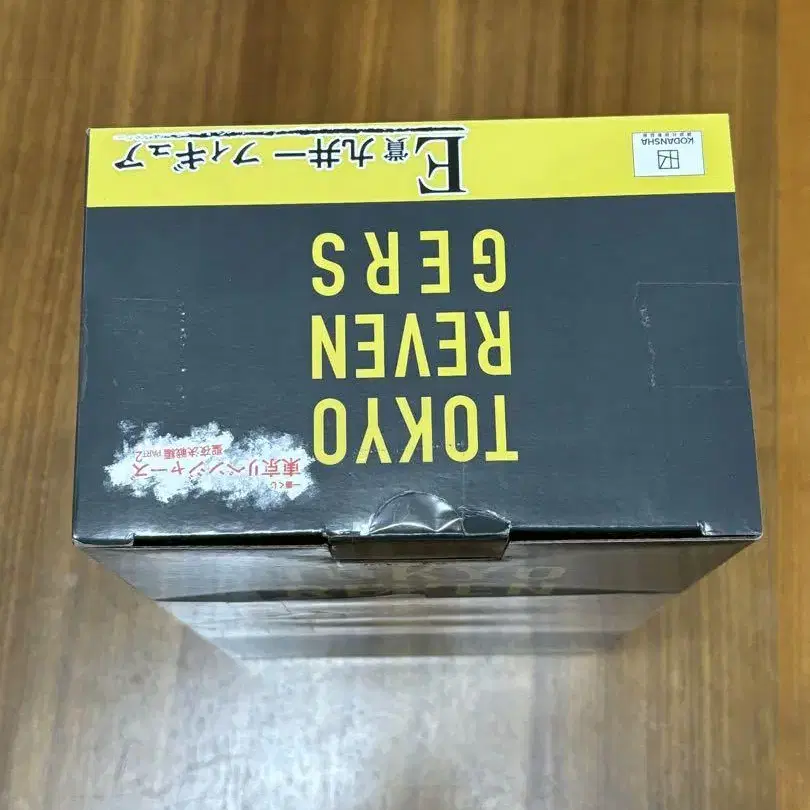 TOKYO
REVEN
GERS
一番くじ
東京リベンジャーズ
聖夜決戦編 PART2
E賞 九井一 フィギュア
KODANSHA